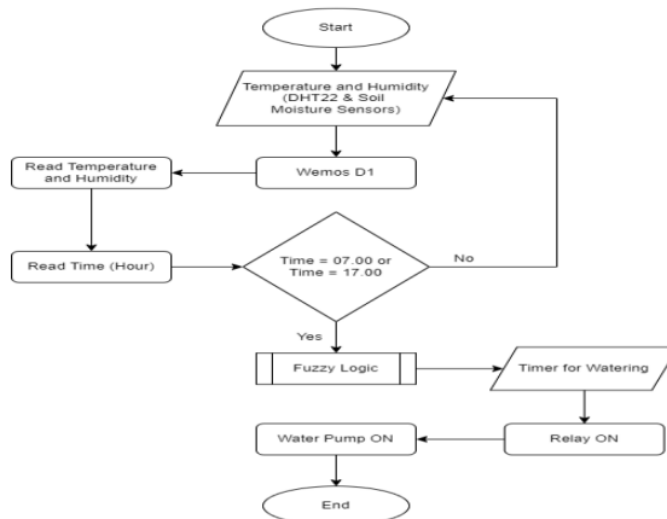 Start
Temperature and Humidity
(DHT22 & Soil
Moisture Sensors)
Read Temperature
and Humidity
Wemos D1
Read Time (Hour)
Time = 07.00 or
Time = 17.00
No
Yes
Fuzzy Logic
Timer for Watering
Water Pump ON
Relay ON
End